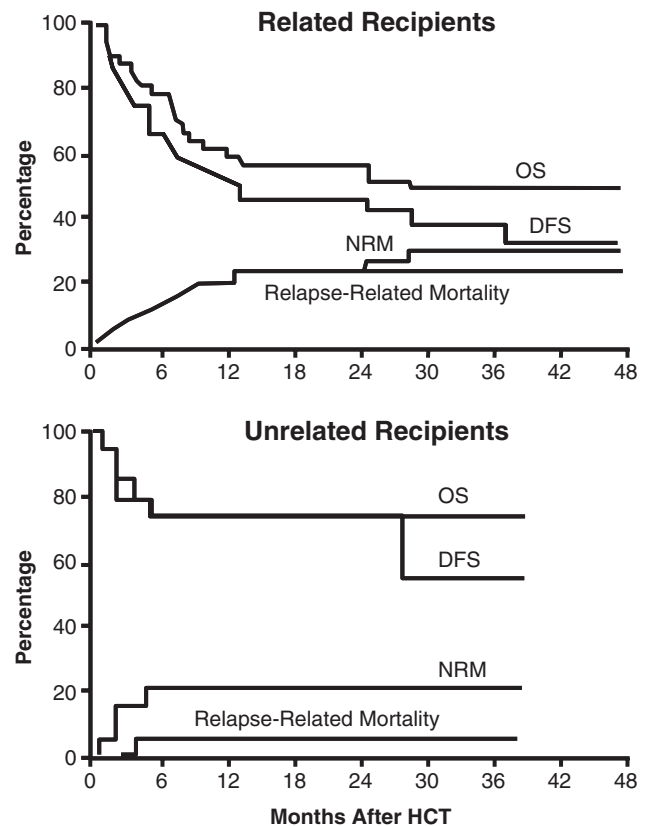 Related Recipients
100
80
60
40
20
0
Percentage
OS
DFS
NRM
Relapse-Related Mortality
0 6 12 18 24 30 36 42 48
Unrelated Recipients
100
80
60
40
20
0
Percentage
OS
DFS
NRM
Relapse-Related Mortality
0 6 12 18 24 30 36 42 48
Months After HCT